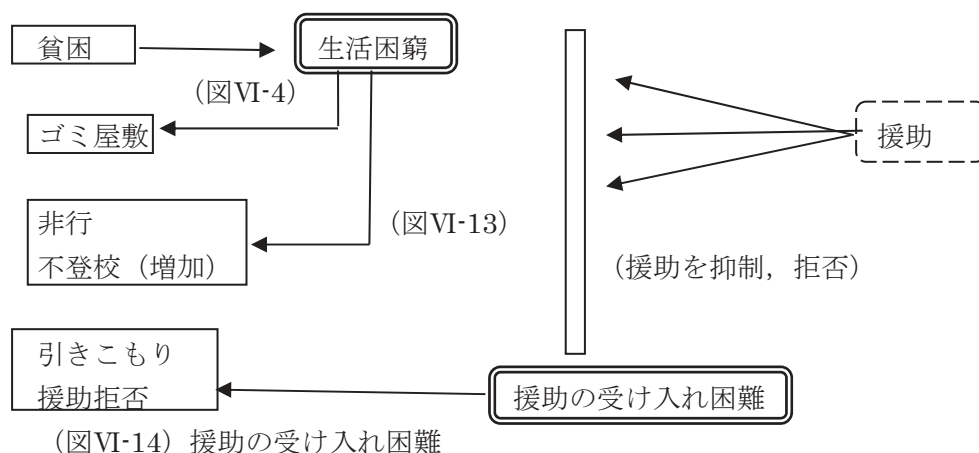 貧困
生活困窮
(図Ⅵ-4)
ゴミ屋敷
援助
非行
不登校（増加）
(図Ⅵ-13)
（援助を抑制，拒否）
引きこもり
援助拒否
援助の受け入れ困難
（図Ⅵ-14）援助の受け入れ困難